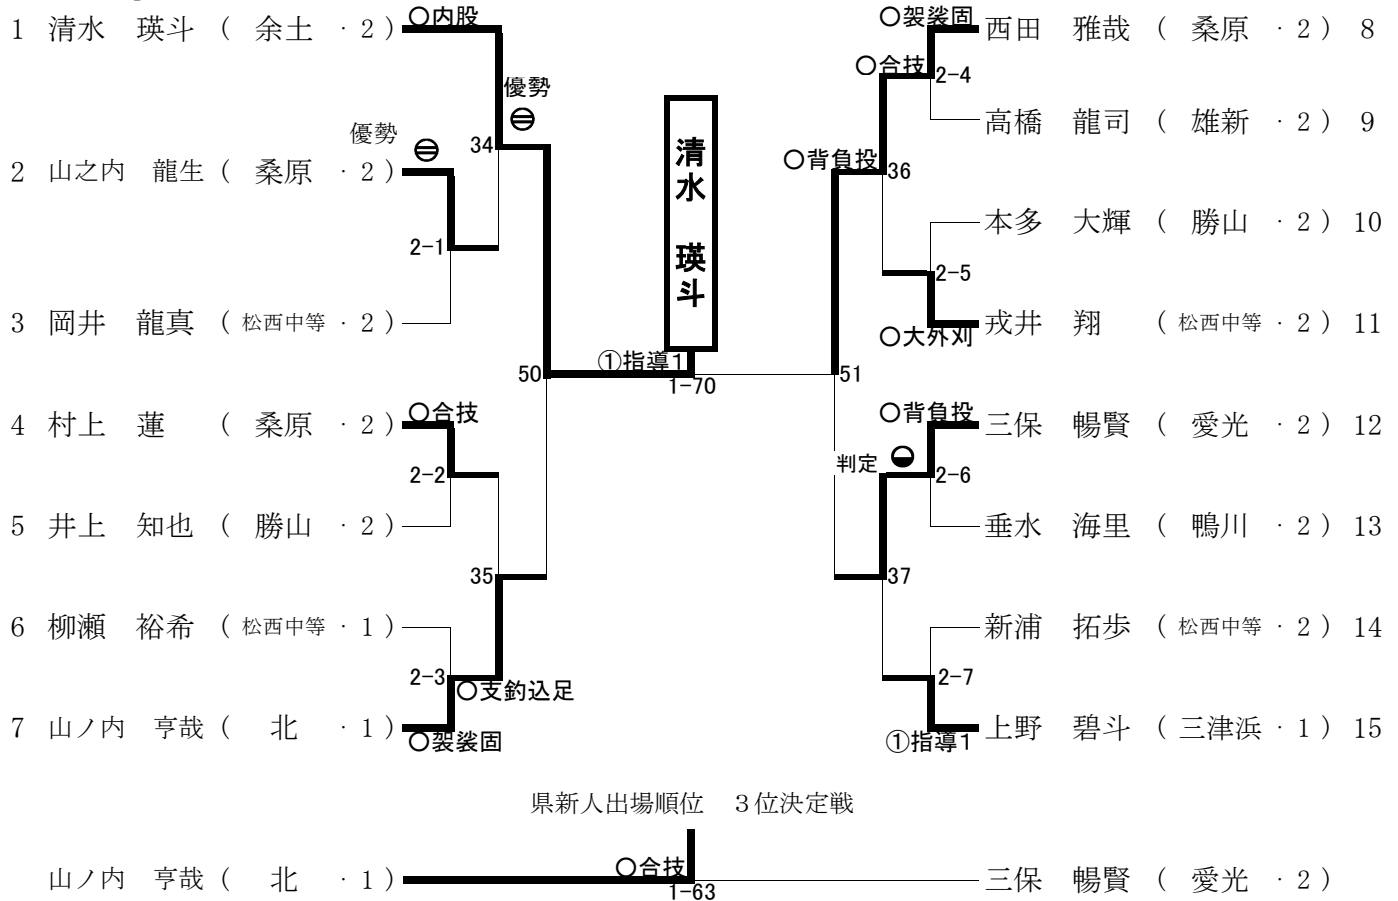 1 清水 瑛斗 ( 余土 ・ 2 )
○内股
○袈裟固
西田 雅哉 ( 桑原 ・ 2 ) 8
○合技
2-4
優勢
高橋 龍司 ( 雄新 ・ 2 ) 9
優勢
34
2 山之内 龍生 ( 桑原 ・ 2 )
○背負投
36
清水 瑛斗
本多 大輝 ( 勝山 ・ 2 ) 10
2-1
2-5
3 岡井 龍真 ( 松西中等 ・ 2 )
○大外刈
戎井 翔 ( 松西中等 ・ 2 ) 11
50
①指導1
1-70
51
4 村上 蓮 ( 桑原 ・ 2 )
○合技
○背負投
三保 暢賢 ( 愛光 ・ 2 ) 12
2-2
判定
2-6
5 井上 知也 ( 勝山 ・ 2 )
垂水 海里 ( 鴨川 ・ 2 ) 13
35
37
6 柳瀬 裕希 ( 松西中等 ・ 1 )
新浦 拓歩 ( 松西中等 ・ 2 ) 14
2-3
○支釣込足
2-7
7 山ノ内 亨哉 ( 北 ・ 1 )
○袈裟固
①指導1
上野 碧斗 ( 三津浜 ・ 1 ) 15
県新人出場順位 3位決定戦
山ノ内 亨哉 ( 北 ・ 1 )
○合技
1-63
三保 暢賢 ( 愛光 ・ 2 )